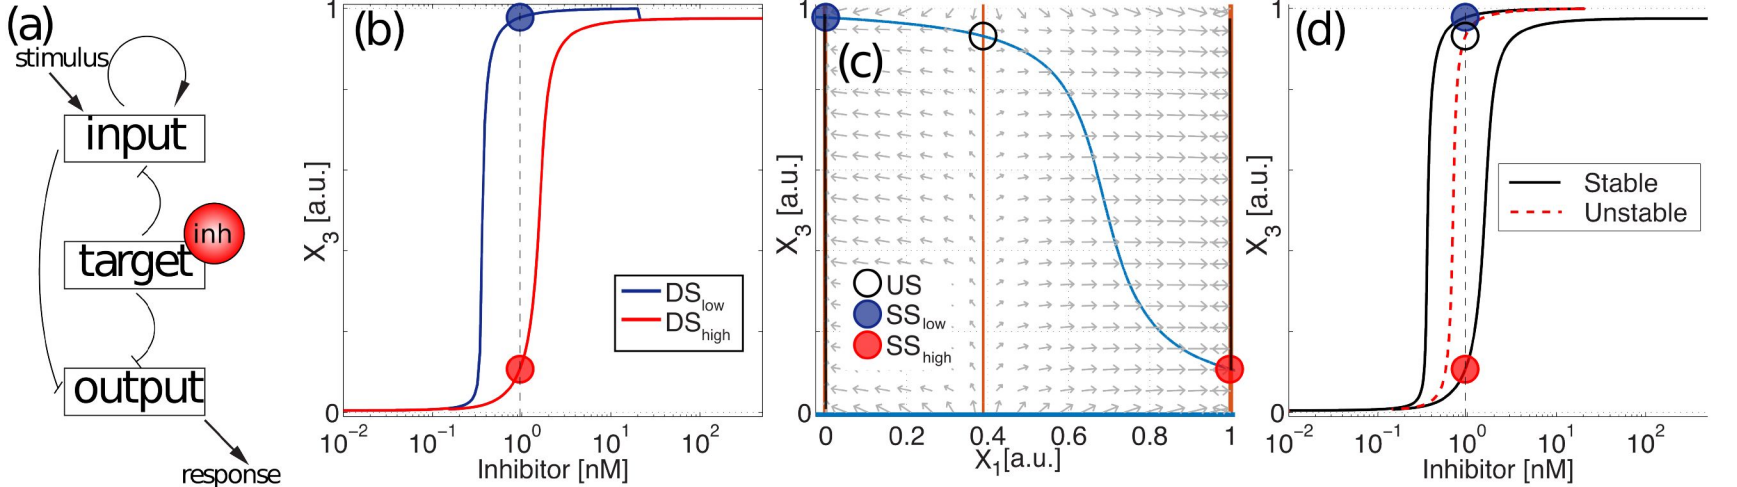 (a)
stimulus
input
target
inh
output
response
(b)
X3 [a.u.]
1
0
DSlow
DShigh
10^-2 10^-1 10^0 10^1 10^2
Inhibitor [nM]
(c)
X3 [a.u.]
1
0
US
SSlow
SShigh
0 0.2 0.4 0.6 0.8 1
X1[a.u.]
(d)
X3 [a.u.]
1
0
Stable
Unstable
10^-2 10^-1 10^0 10^1 10^2
Inhibitor [nM]